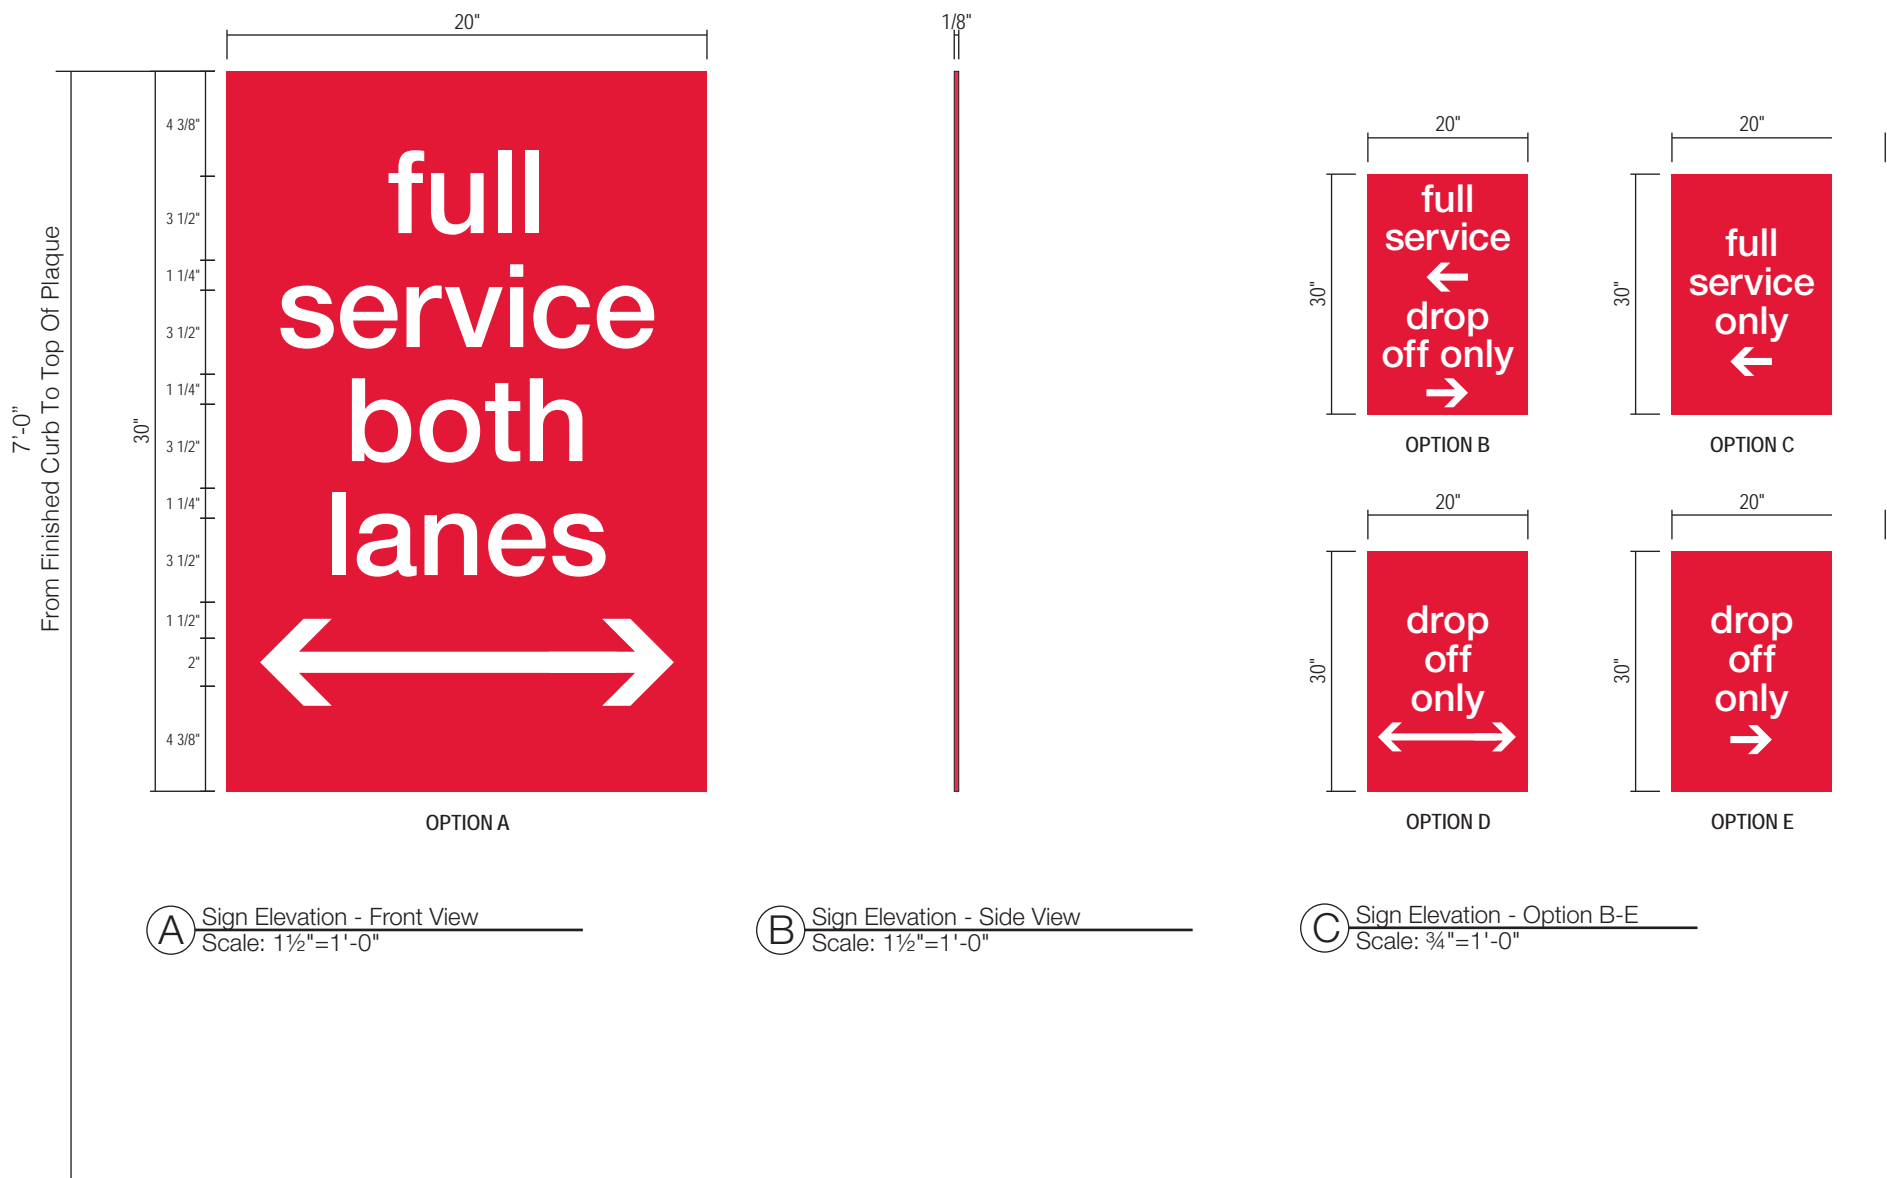 20"
1/8"
7'-0”
From Finished Curb To Top Of Plaque
30"
4 3/8"
3 1/2"
1 1/4"
3 1/2"
1 1/4"
3 1/2"
1 1/4"
3 1/2"
1 1/2"
2"
4 3/8"
full
service
both
lanes
OPTION A
20"
30"
full
service
drop
off only
OPTION B
20"
30"
full
service
only
OPTION C
20"
30"
drop
off
only
OPTION D
20"
30"
drop
off
only
OPTION E
A
Sign Elevation - Front View
Scale: 1½"=1'-0"
B
Sign Elevation - Side View
Scale: 1½"=1'-0"
C
Sign Elevation - Option B-E
Scale: ¾"=1'-0"